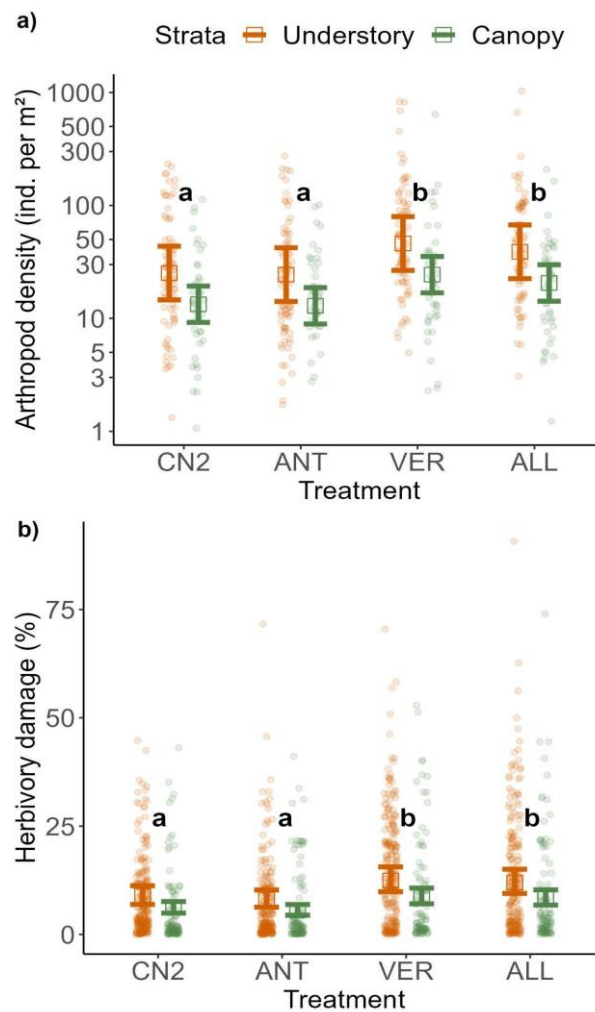 a)
Strata Understory Canopy
Arthropod density (ind. per m²)
1000
500
300
100
50
30
10
5
3
1
a a b b
CN2 ANT VER ALL
Treatment
b)
Herbivory damage (%)
75
50
25
0
a a b b
CN2 ANT VER ALL
Treatment